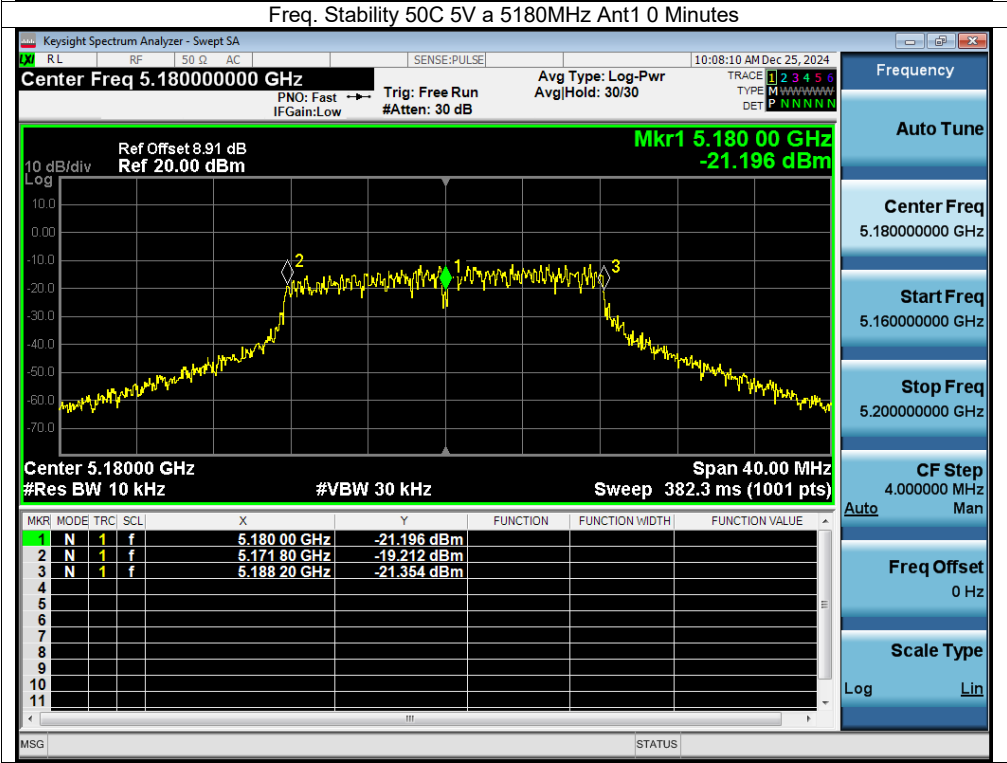 Freq. Stability 50C 5V a 5180MHz Ant1 0 Minutes
Keysight Spectrum Analyzer - Swept SA
LXI RL RF 50 Ω AC SENSE:PULSE 10:08:10 AM Dec 25, 2024
Center Freq 5.180000000 GHz
PNO: Fast
IFGain:Low
Trig: Free Run
#Atten: 30 dB
Avg Type: Log-Pwr
Avg|Hold: 30/30
TRACE 1 2 3 4 5 6
TYPE M WWWWW
DET P N N N N N
Ref Offset 8.91 dB
10 dB/div Ref 20.00 dBm
Log
Mkr1 5.180 00 GHz
-21.196 dBm
10.0
0.00
-10.0
-20.0
-30.0
-40.0
-50.0
-60.0
-70.0
2
1
3
Center 5.18000 GHz Span 40.00 MHz
#Res BW 10 kHz #VBW 30 kHz Sweep 382.3 ms (1001 pts)
MKR MODE TRC SCL X Y FUNCTION FUNCTION WIDTH FUNCTION VALUE
1 N 1 f 5.180 00 GHz -21.196 dBm
2 N 1 f 5.171 80 GHz -19.212 dBm
3 N 1 f 5.188 20 GHz -21.354 dBm
4
5
6
7
8
9
10
11
MSG STATUS
Frequency
Auto Tune
Center Freq
5.180000000 GHz
Start Freq
5.160000000 GHz
Stop Freq
5.200000000 GHz
CF Step
4.000000 MHz
Auto Man
Freq Offset
0 Hz
Scale Type
Log Lin